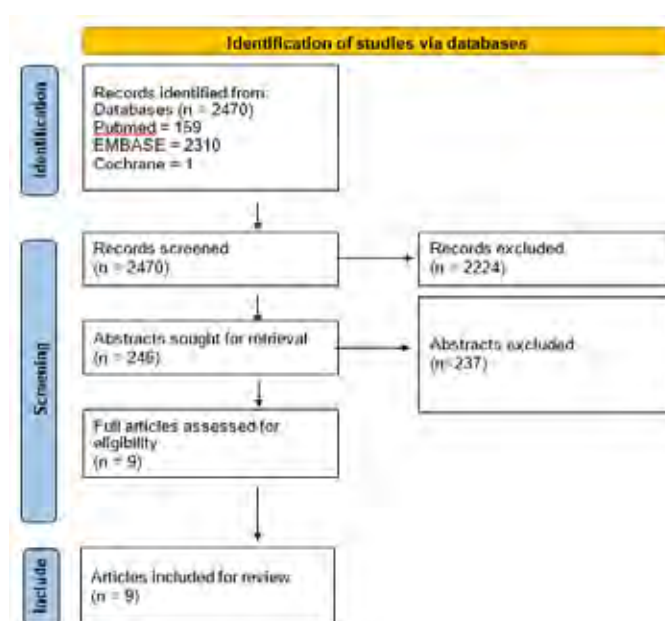 Identification of studies via databases
Identification
Records identified from:
Databases (n = 2470)
Pubmed = 159
EMBASE = 2310
Cochrane = 1
Screening
Records screened
(n = 2470)
Records excluded
(n = 2224)
Abstracts sought for retrieval
(n = 246)
Abstracts excluded
(n= 237)
Full articles assessed for
eligibility
(n = 9)
Include
Articles included for review
(n = 9)